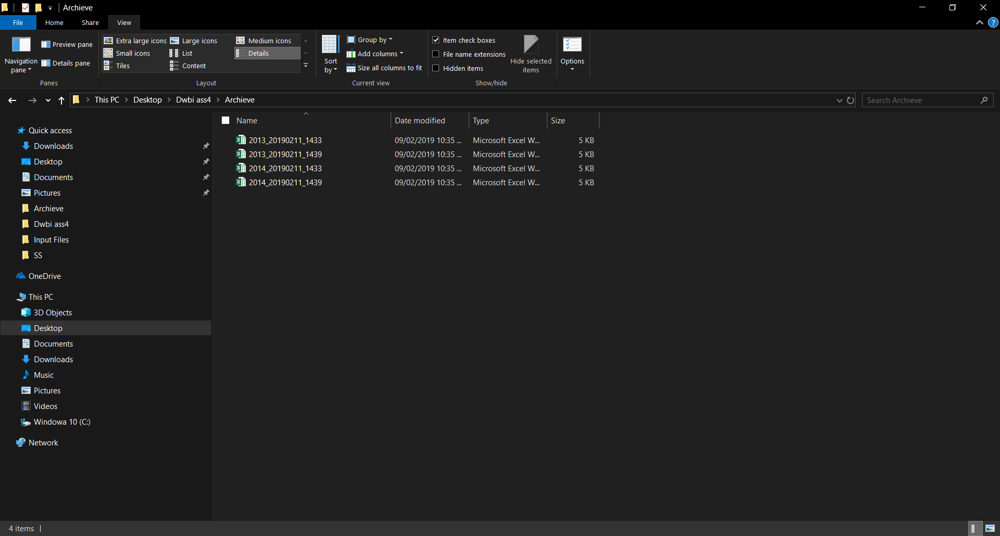 Archieve
File Home Share View
Navigation pane
Preview pane
Details pane
Panes
Extra large icons Large icons Medium icons
Small icons List Details
Tiles Content
Layout
Sort by
Group by
Add columns
Size all columns to fit
Current view
Item check boxes
File name extensions
Hidden items
Hide selected items
Show/hide
Options
This PC > Desktop > Dwbi ass4 > Archieve
Search Archieve
Quick access
Downloads
Desktop
Documents
Pictures
Archieve
Dwbi ass4
Input Files
SS
OneDrive
This PC
3D Objects
Desktop
Documents
Downloads
Music
Pictures
Videos
Windowa 10 (C:)
Network
Name Date modified Type Size
2013_20190211_1433 09/02/2019 10:35 ... Microsoft Excel W... 5 KB
2013_20190211_1439 09/02/2019 10:35 ... Microsoft Excel W... 5 KB
2014_20190211_1433 09/02/2019 10:35 ... Microsoft Excel W... 5 KB
2014_20190211_1439 09/02/2019 10:35 ... Microsoft Excel W... 5 KB
4 items